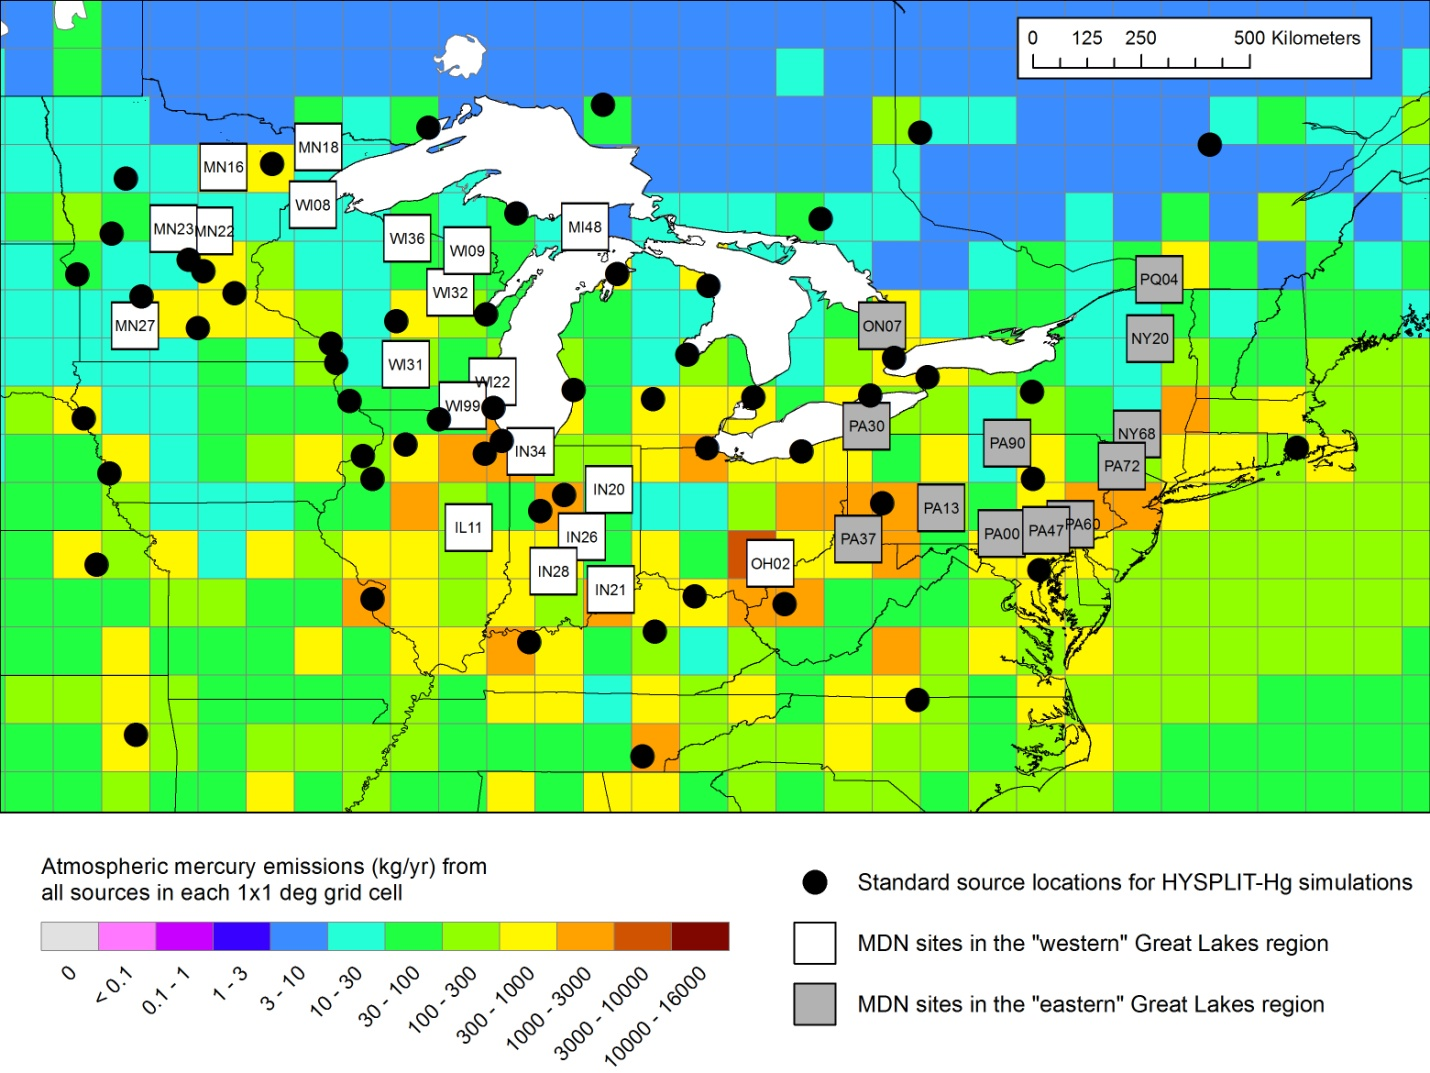 0 125 250 500 Kilometers
MN18
MN16
WI08
MN23
MN22
WI36
WI09
MI48
PQ04
WI32
MN27
ON07
NY20
WI31
WI22
WI99
PA30
NY68
PA90
IN34
PA72
IN20
PA13
IL11
PA60
PA47
PA00
IN26
PA37
OH02
IN28
IN21
Atmospheric mercury emissions (kg/yr) from
all sources in each 1x1 deg grid cell
0
< 0.1
0.1 - 1
1 - 3
3 - 10
10 - 30
30 - 100
100 - 300
300 - 1000
1000 - 3000
3000 - 10000
10000 - 16000
Standard source locations for HYSPLIT-Hg simulations
MDN sites in the "western" Great Lakes region
MDN sites in the "eastern" Great Lakes region